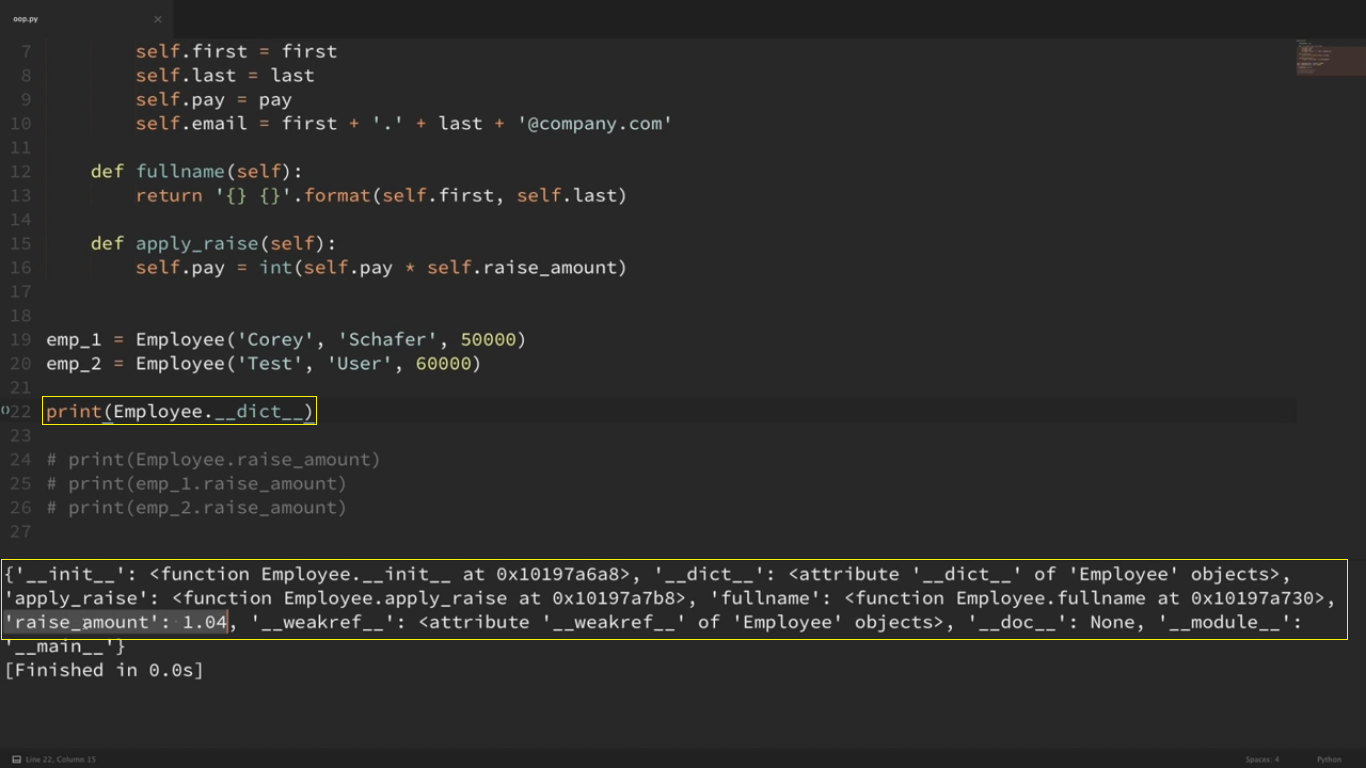 oop.py ×
7 self.first = first
8 self.last = last
9 self.pay = pay
10 self.email = first + '.' + last + '@company.com'
11
12 def fullname(self):
13 return '{} {}'.format(self.first, self.last)
14
15 def apply_raise(self):
16 self.pay = int(self.pay * self.raise_amount)
17
18
19 emp_1 = Employee('Corey', 'Schafer', 50000)
20 emp_2 = Employee('Test', 'User', 60000)
21
22 print(Employee.__dict__)
23
24 # print(Employee.raise_amount)
25 # print(emp_1.raise_amount)
26 # print(emp_2.raise_amount)
27
{'__init__': <function Employee.__init__ at 0x10197a6a8>, '__dict__': <attribute '__dict__' of 'Employee' objects>,
'apply_raise': <function Employee.apply_raise at 0x10197a7b8>, 'fullname': <function Employee.fullname at 0x10197a730>,
'raise_amount': 1.04, '__weakref__': <attribute '__weakref__' of 'Employee' objects>, '__doc__': None, '__module__':
'__main__'}
[Finished in 0.0s]
Line 22, Column 15 Spaces: 4 Python